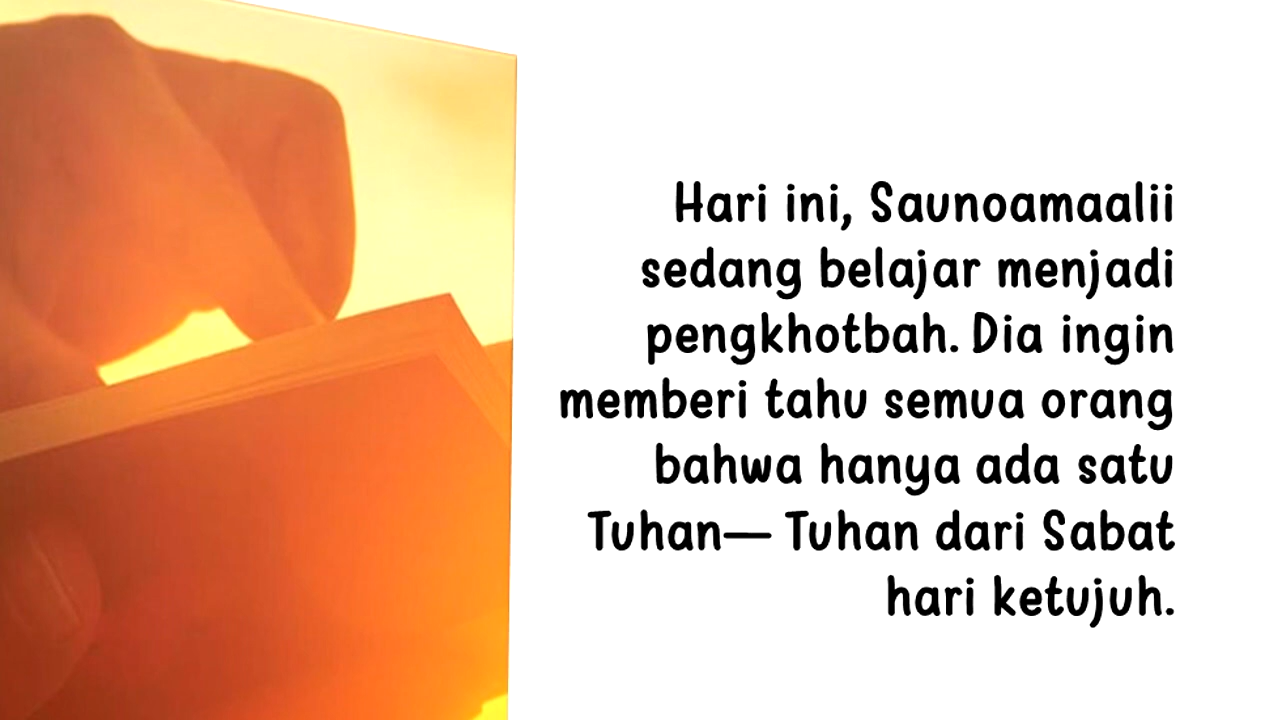 Hari ini, Saunoamaalii
sedang belajar menjadi
pengkhotbah. Dia ingin
memberi tahu semua orang
bahwa hanya ada satu
Tuhan— Tuhan dari Sabat
hari ketujuh.